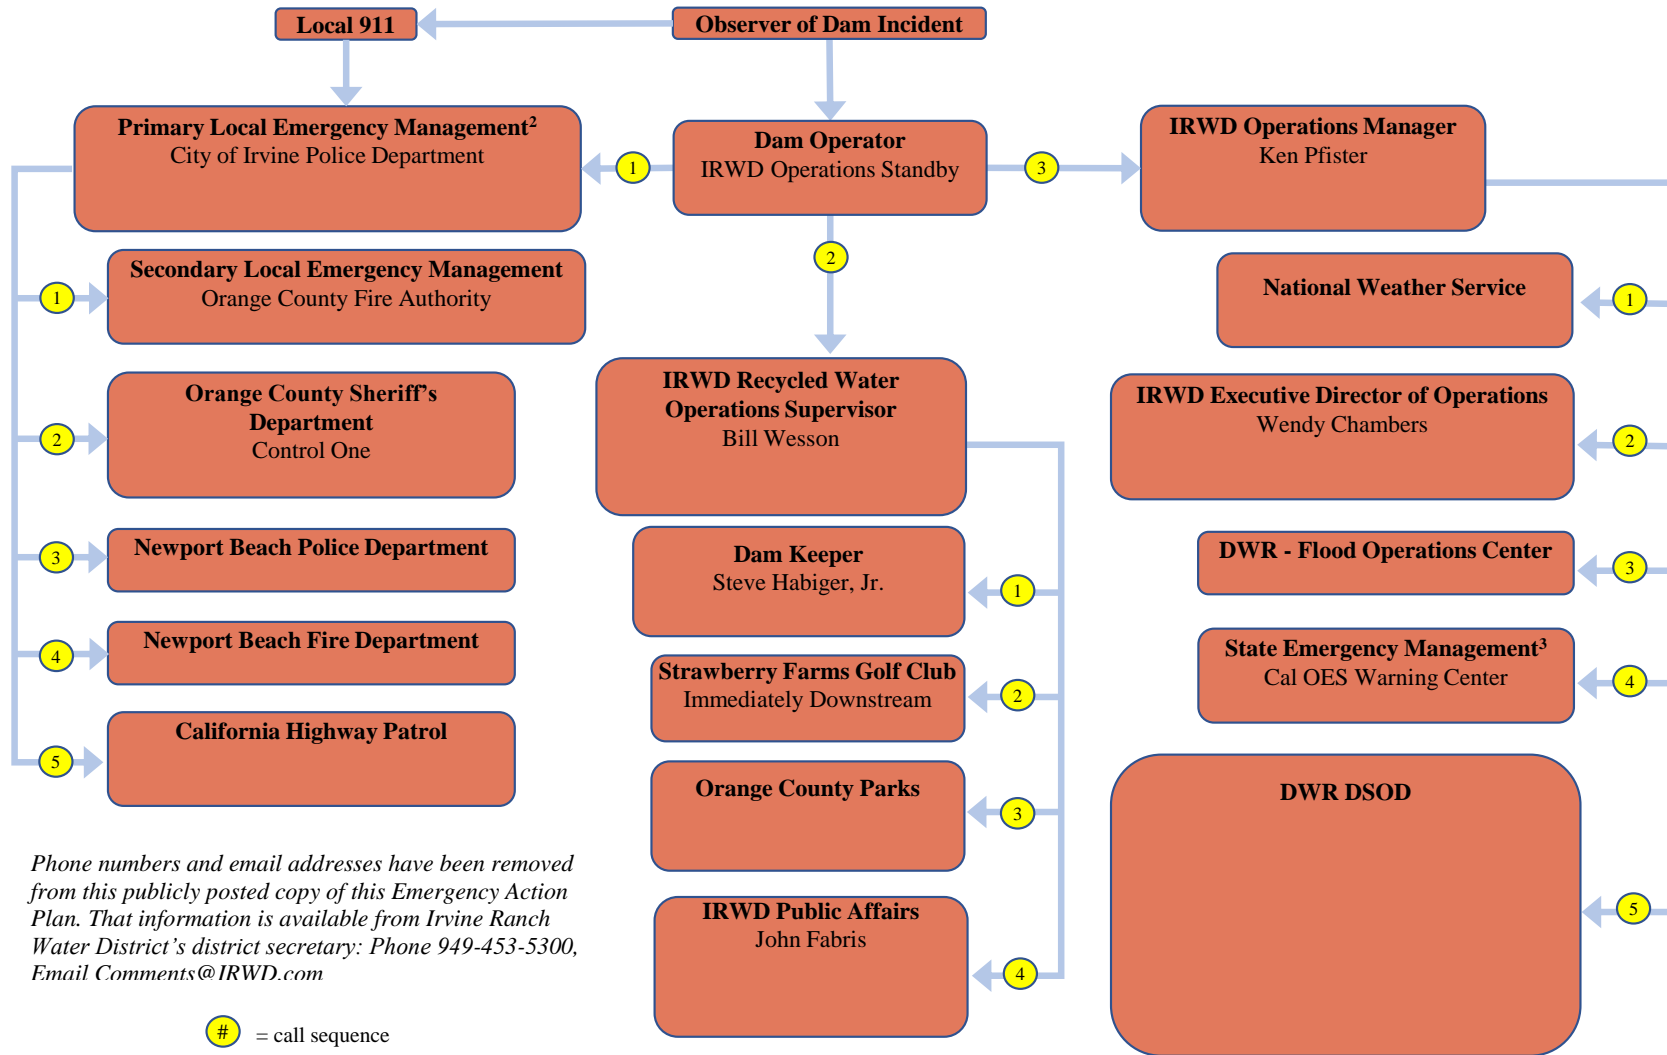 Local 911
Observer of Dam Incident
Primary Local Emergency Management²
City of Irvine Police Department
1
Dam Operator
IRWD Operations Standby
3
IRWD Operations Manager
Ken Pfister
2
Secondary Local Emergency Management
Orange County Fire Authority
1
Orange County Sheriff's
Department
Control One
2
Newport Beach Police Department
3
Newport Beach Fire Department
4
California Highway Patrol
5
IRWD Recycled Water
Operations Supervisor
Bill Wesson
Dam Keeper
Steve Habiger, Jr.
1
Strawberry Farms Golf Club
Immediately Downstream
2
Orange County Parks
3
IRWD Public Affairs
John Fabris
4
National Weather Service
1
IRWD Executive Director of Operations
Wendy Chambers
2
DWR - Flood Operations Center
3
State Emergency Management³
Cal OES Warning Center
4
DWR DSOD
5
Phone numbers and email addresses have been removed
from this publicly posted copy of this Emergency Action
Plan. That information is available from Irvine Ranch
Water District's district secretary: Phone 949-453-5300,
Email Comments@IRWD.com
# = call sequence